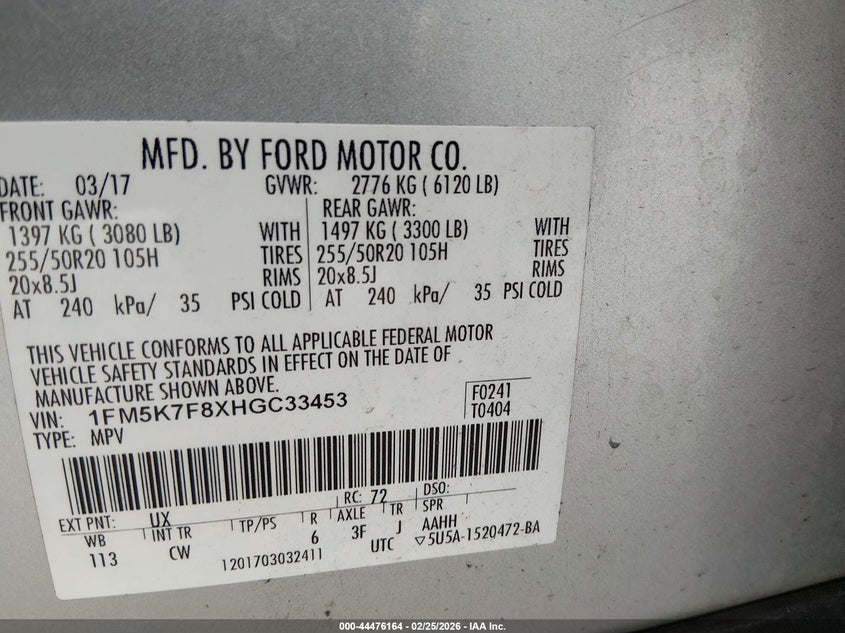 MFD. BY FORD MOTOR CO.
DATE: 03/17 GVWR: 2776 KG ( 6120 LB)
FRONT GAWR: REAR GAWR:
1397 KG ( 3080 LB) WITH 1497 KG ( 3300 LB) WITH
255/50R20 105H TIRES 255/50R20 105H TIRES
20x8.5J RIMS 20x8.5J RIMS
AT 240 kPa/ 35 PSI COLD AT 240 kPa/ 35 PSI COLD
THIS VEHICLE CONFORMS TO ALL APPLICABLE FEDERAL MOTOR
VEHICLE SAFETY STANDARDS IN EFFECT ON THE DATE OF
MANUFACTURE SHOWN ABOVE.
VIN: 1FM5K7F8XHGC33453 F0241
TYPE: MPV T0404
EXT PNT: UX RC: 72 DSO:
WB INT TR TP/PS R AXLE TR SPR
113 CW 6 3F J AAHH
1201703032411 UTC ▽5U5A-1520472-BA
000-44476164 - 02/25/2026 - IAA Inc.